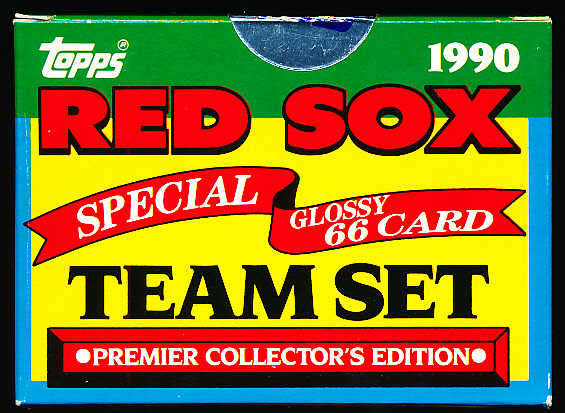 Topps® 1990
RED SOX
SPECIAL GLOSSY
66 CARD
TEAM SET
•PREMIER COLLECTOR'S EDITION•